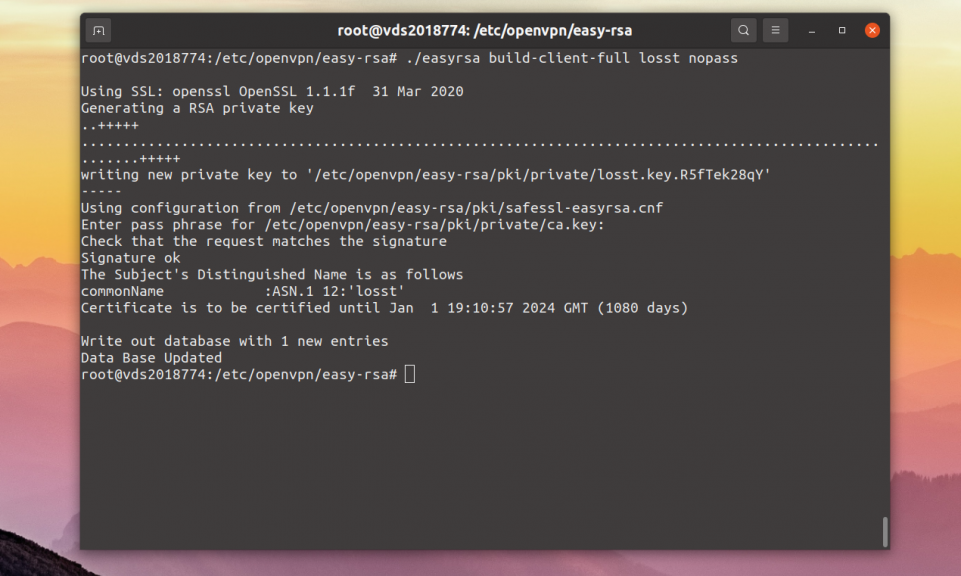 root@vds2018774: /etc/openvpn/easy-rsa
root@vds2018774:/etc/openvpn/easy-rsa# ./easyrsa build-client-full losst nopass
Using SSL: openssl OpenSSL 1.1.1f  31 Mar 2020
Generating a RSA private key
..+++++
................................................................................................
.......+++++
writing new private key to '/etc/openvpn/easy-rsa/pki/private/losst.key.R5fTek28qY'
-----
Using configuration from /etc/openvpn/easy-rsa/pki/safessl-easyrsa.cnf
Enter pass phrase for /etc/openvpn/easy-rsa/pki/private/ca.key:
Check that the request matches the signature
Signature ok
The Subject's Distinguished Name is as follows
commonName            :ASN.1 12:'losst'
Certificate is to be certified until Jan  1 19:10:57 2024 GMT (1080 days)
Write out database with 1 new entries
Data Base Updated
root@vds2018774:/etc/openvpn/easy-rsa#